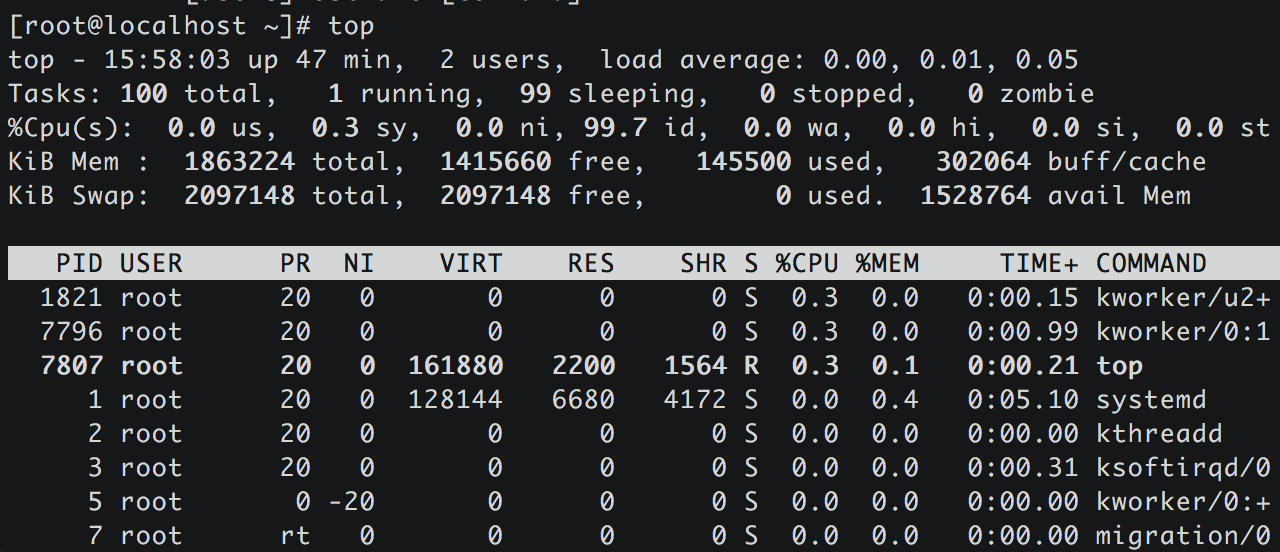 [root@localhost ~]# top
top - 15:58:03 up 47 min,  2 users,  load average: 0.00, 0.01, 0.05
Tasks: 100 total,   1 running,  99 sleeping,   0 stopped,   0 zombie
%Cpu(s):  0.0 us,  0.3 sy,  0.0 ni, 99.7 id,  0.0 wa,  0.0 hi,  0.0 si,  0.0 st
KiB Mem :  1863224 total,  1415660 free,   145500 used,   302064 buff/cache
KiB Swap:  2097148 total,  2097148 free,        0 used.  1528764 avail Mem
   PID USER      PR  NI    VIRT    RES    SHR S %CPU %MEM     TIME+ COMMAND
  1821 root      20   0       0      0      0 S  0.3  0.0   0:00.15 kworker/u2+
  7796 root      20   0       0      0      0 S  0.3  0.0   0:00.99 kworker/0:1
  7807 root      20   0  161880   2200   1564 R  0.3  0.1   0:00.21 top
     1 root      20   0  128144   6680   4172 S  0.0  0.4   0:05.10 systemd
     2 root      20   0       0      0      0 S  0.0  0.0   0:00.00 kthreadd
     3 root      20   0       0      0      0 S  0.0  0.0   0:00.31 ksoftirqd/0
     5 root       0 -20       0      0      0 S  0.0  0.0   0:00.00 kworker/0:+
     7 root      rt   0       0      0      0 S  0.0  0.0   0:00.00 migration/0